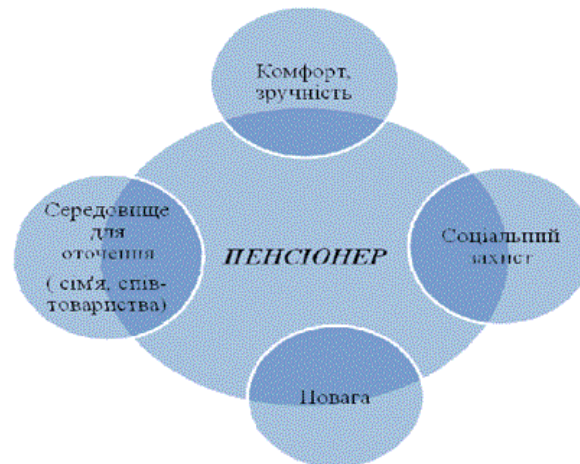 Комфорт,
зручність
Середовище
для
оточення
( сім'я, спів-
товариства)
ПЕНСІОНЕР
Соціальний
захист
Повага